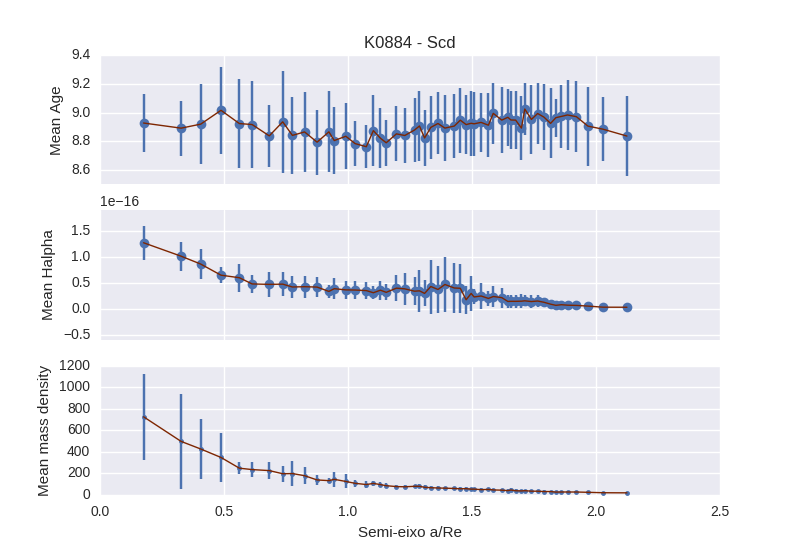 K0884 - Scd
9.4
9.2
9.0
8.8
8.6
Mean Age
1e−16
1.5
1.0
0.5
0.0
−0.5
Mean Halpha
1200
1000
800
600
400
200
0
Mean mass density
0.0 0.5 1.0 1.5 2.0 2.5
Semi-eixo a/Re